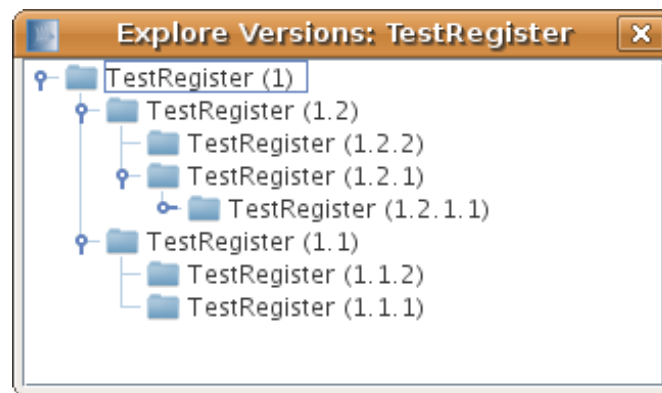 Explore Versions: TestRegister
TestRegister (1)
TestRegister (1.2)
TestRegister (1.2.2)
TestRegister (1.2.1)
TestRegister (1.2.1.1)
TestRegister (1.1)
TestRegister (1.1.2)
TestRegister (1.1.1)